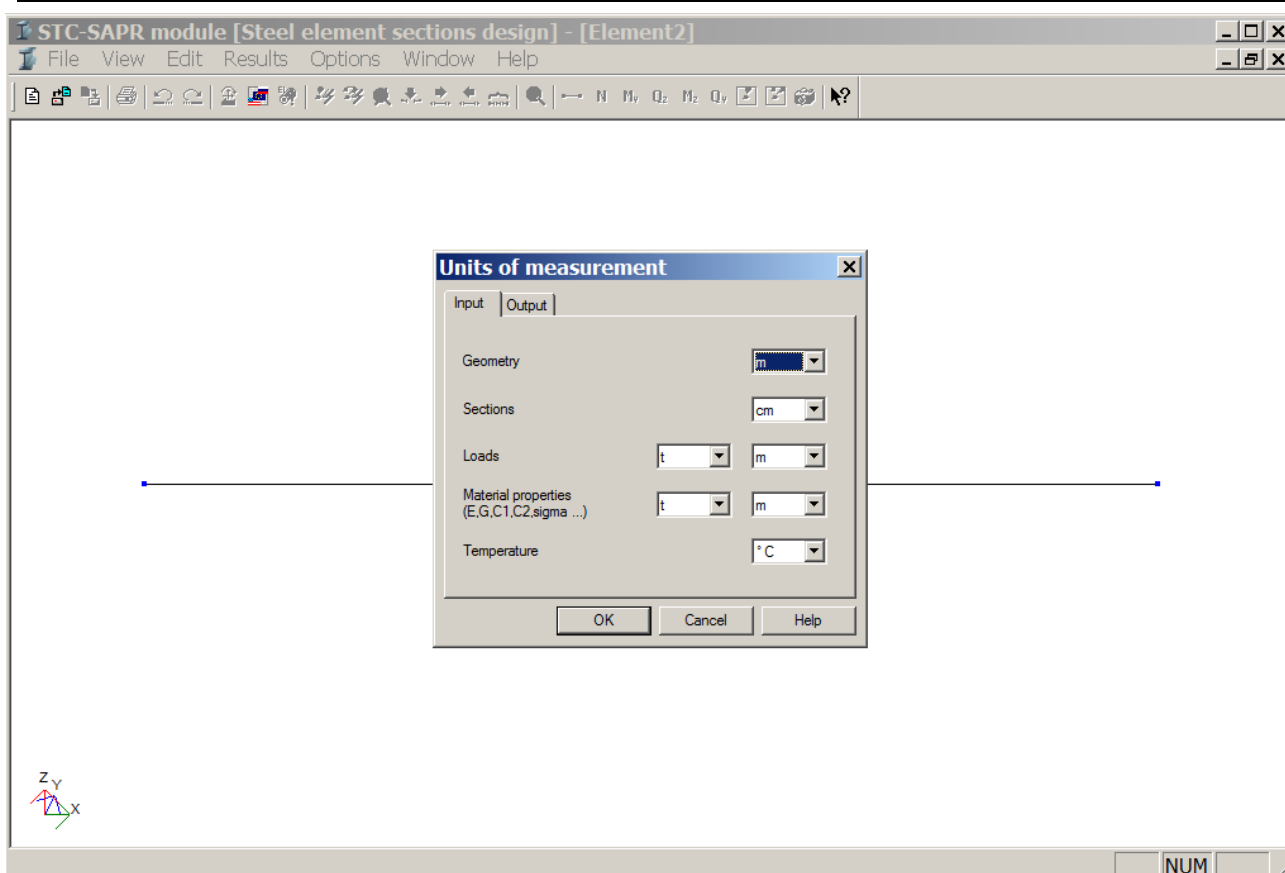 STC-SAPR module [Steel element sections design] - [Element2]
File View Edit Results Options Window Help
N My Qz Mz Qy
Units of measurement
Input Output
Geometry m
Sections cm
Loads t m
Material properties
(E,G,C1,C2,sigma ...) t m
Temperature °C
OK Cancel Help
Z
Y
X
NUM